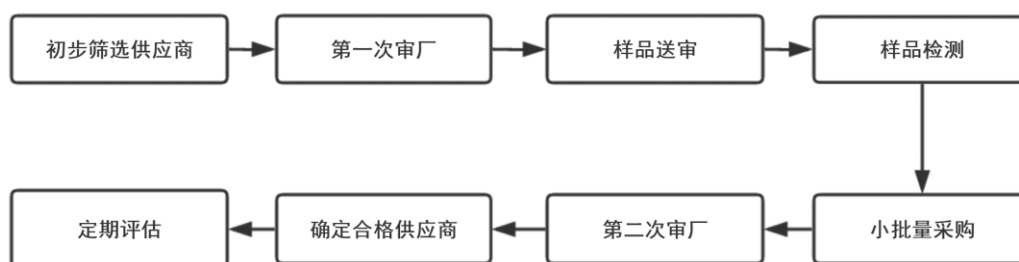 初步筛选供应商
第一次审厂
样品送审
样品检测
小批量采购
第二次审厂
确定合格供应商
定期评估